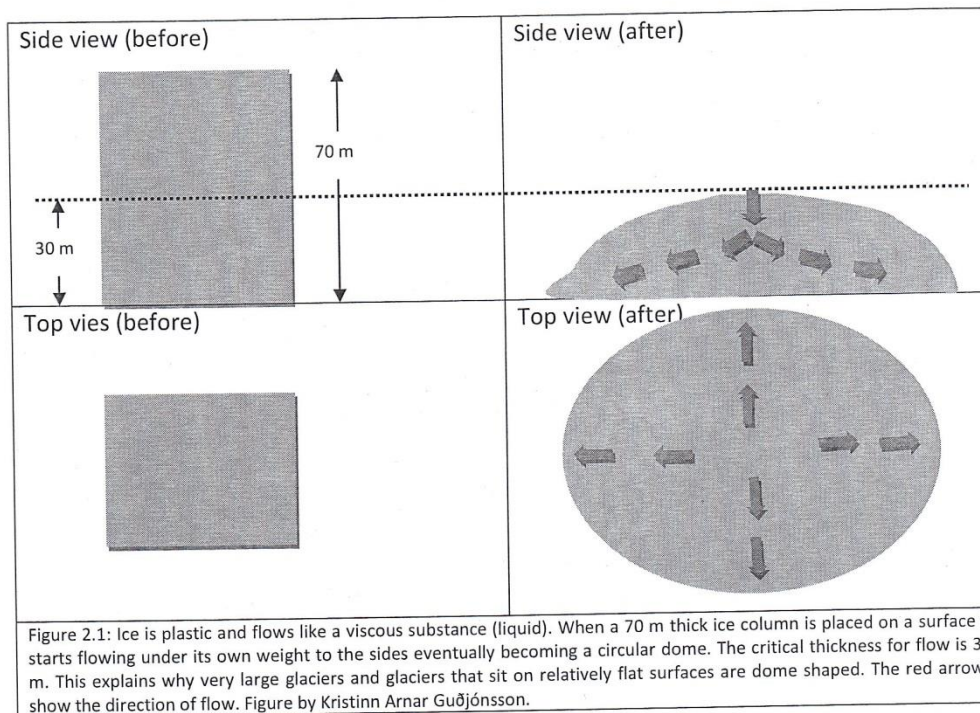 Side view (before)
Side view (after)
70 m
30 m
Top vies (before)
Top view (after)
Figure 2.1: Ice is plastic and flows like a viscous substance (liquid). When a 70 m thick ice column is placed on a surface
starts flowing under its own weight to the sides eventually becoming a circular dome. The critical thickness for flow is 3
m. This explains why very large glaciers and glaciers that sit on relatively flat surfaces are dome shaped. The red arrow
show the direction of flow. Figure by Kristinn Arnar Guðjónsson.